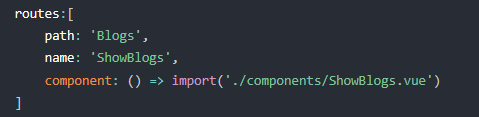 routes:[
path: 'Blogs',
name: 'ShowBlogs',
component: () => import('./components/ShowBlogs.vue')
]